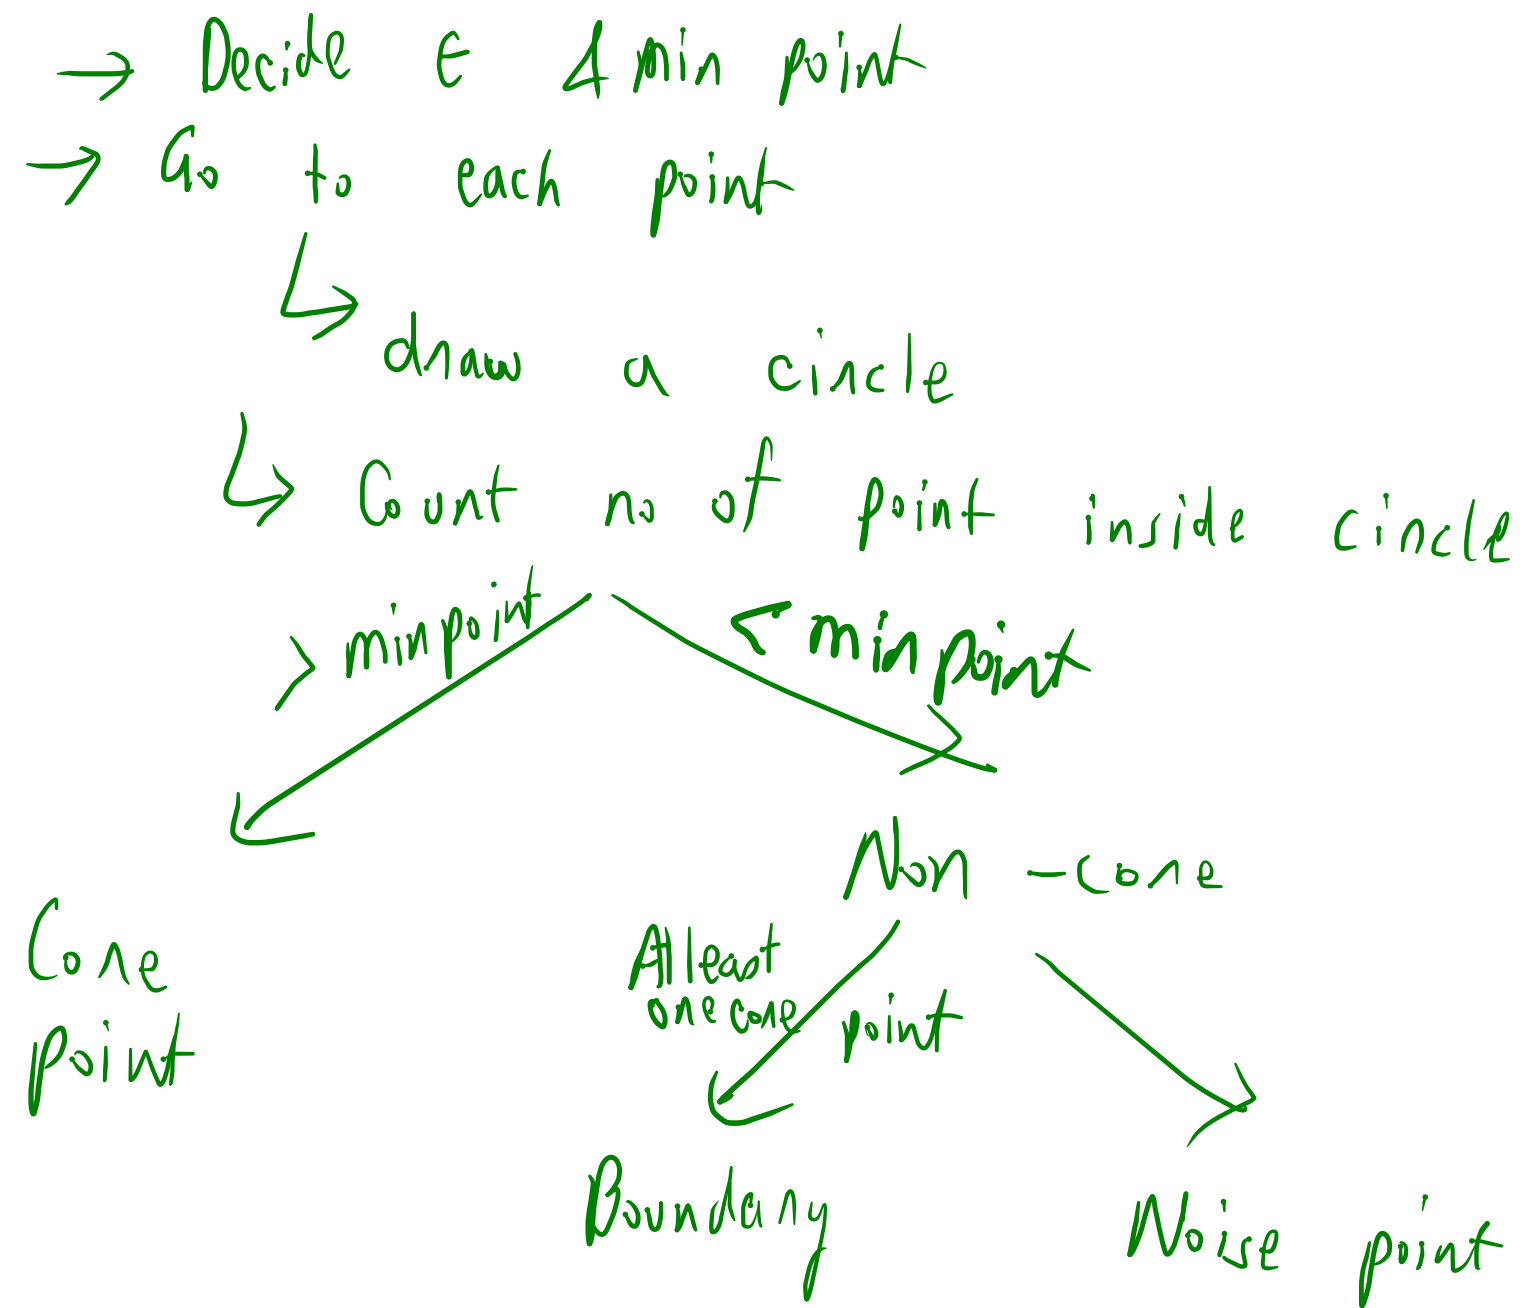 → Decide ∈ & min point
→ Go to each point
↳ draw a circle
↳ Count no of point inside circle
> minpoint
< minpoint
Non - core
Core
point
Atleast
one core point
Boundary
Noise point